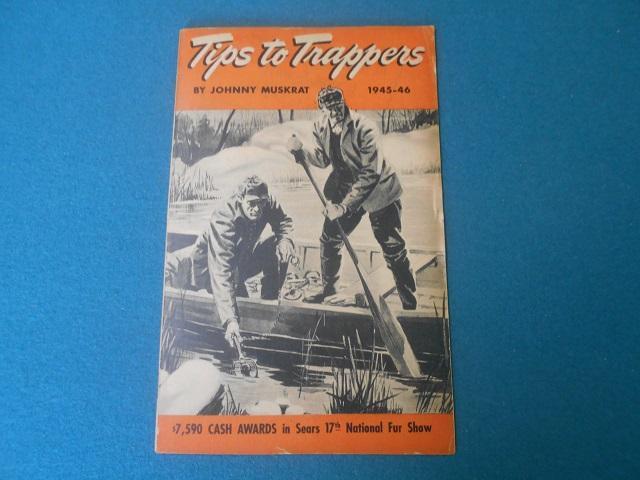 Tips to Trappers
BY JOHNNY MUSKRAT 1945-46
$7,590 CASH AWARDS in Sears 17th National Fur Show